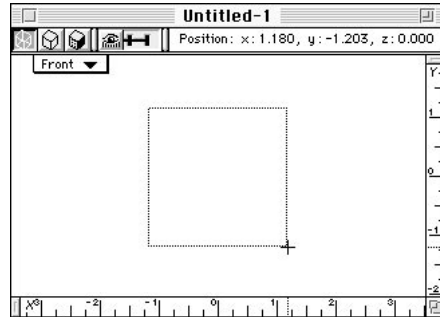 Untitled-1
Position: x:1.180, y:-1.203, z:0.000
Front
Y
1
0
-1
-2
X -2 -1 0 1 2 3